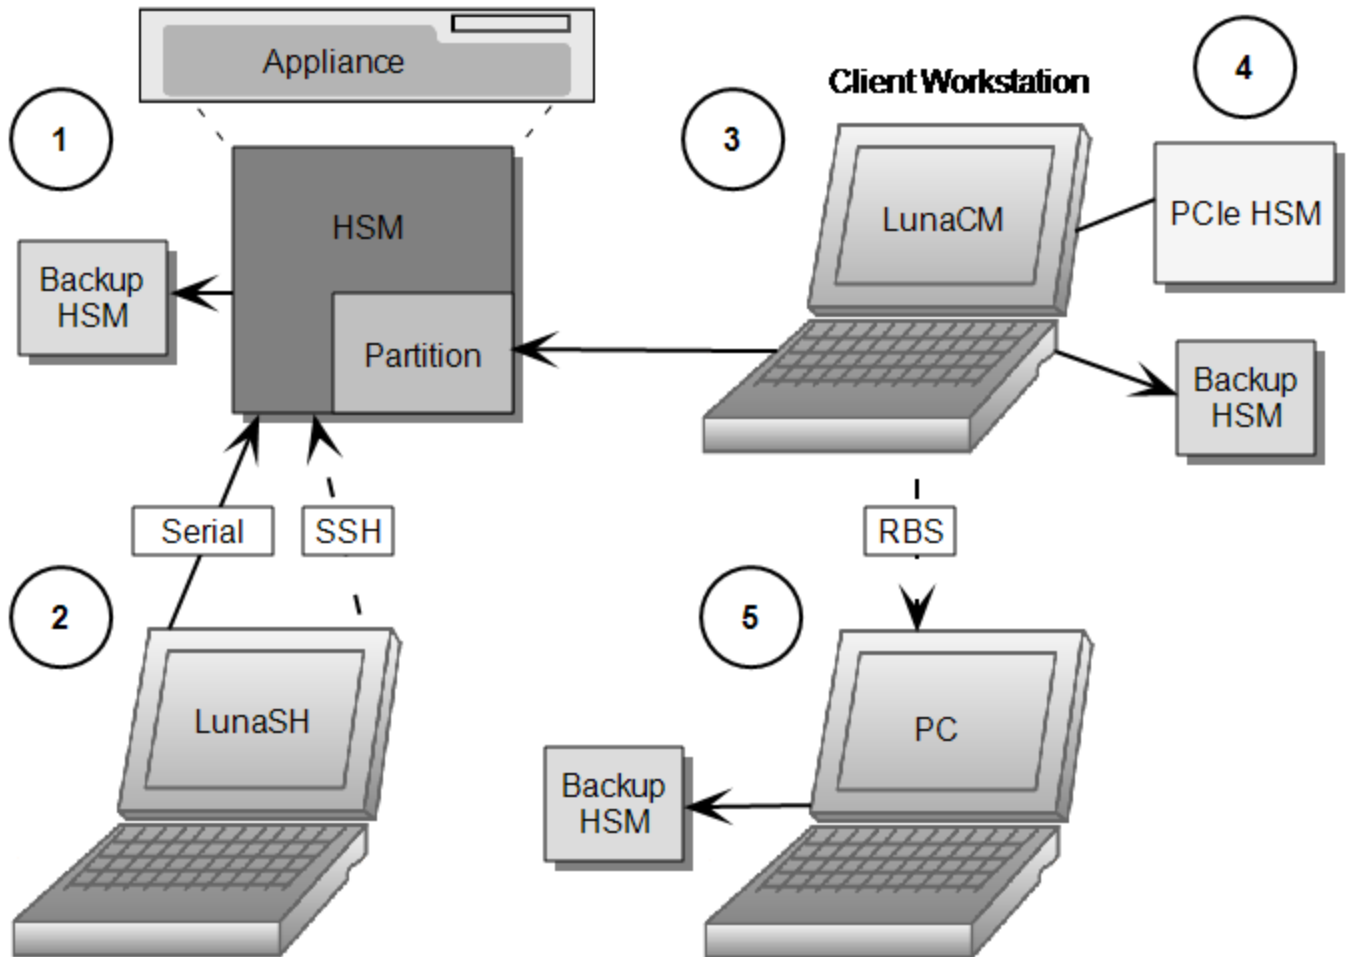 Appliance
1
HSM
Backup
HSM
Partition
Client Workstation
3
4
LunaCM
PCIe HSM
Backup
HSM
Serial
SSH
RBS
2
LunaSH
5
PC
Backup
HSM